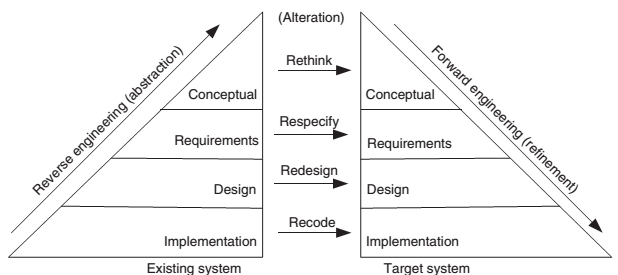 (Alteration)
Reverse engineering (abstraction)
Forward engineering (refinement)
Rethink
Conceptual
Conceptual
Respecify
Requirements
Requirements
Redesign
Design
Design
Recode
Implementation
Implementation
Existing system
Target system